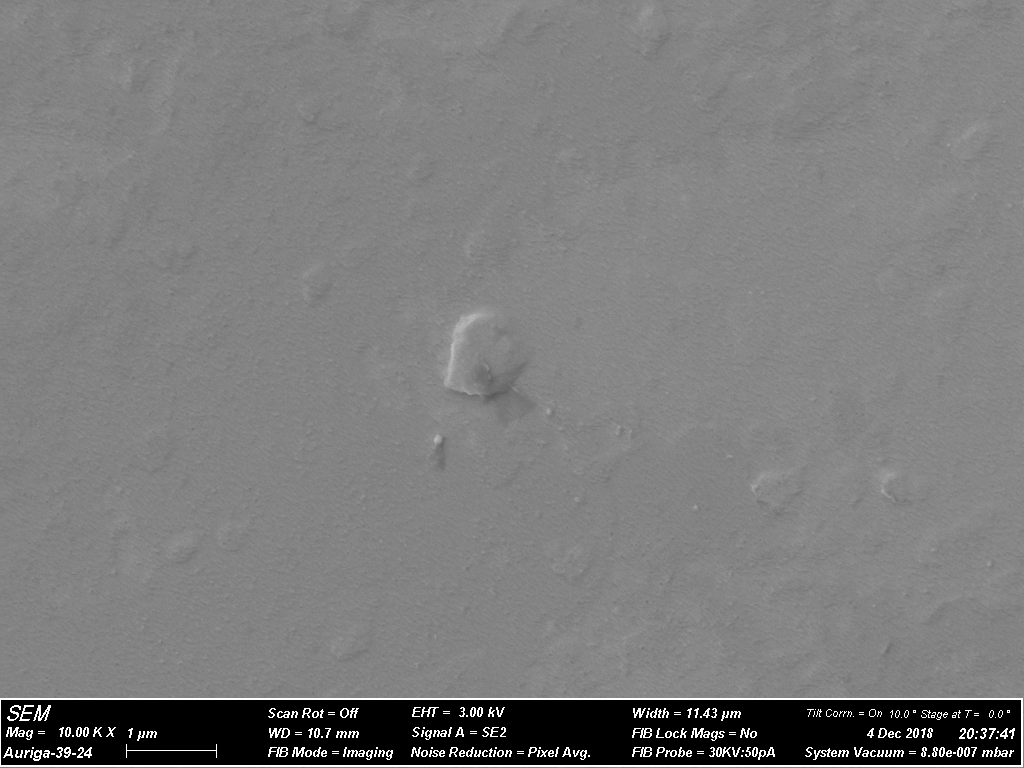 SEM
Mag = 10.00 K X 1 µm
Auriga-39-24
Scan Rot = Off
WD = 10.7 mm
FIB Mode = Imaging
EHT = 3.00 kV
Signal A = SE2
Noise Reduction = Pixel Avg.
Width = 11.43 µm
FIB Lock Mags = No
FIB Probe = 30KV:50pA
Tilt Corrn. = On 10.0 ° Stage at T = 0.0 °
4 Dec 2018 20:37:41
System Vacuum = 8.80e-007 mbar